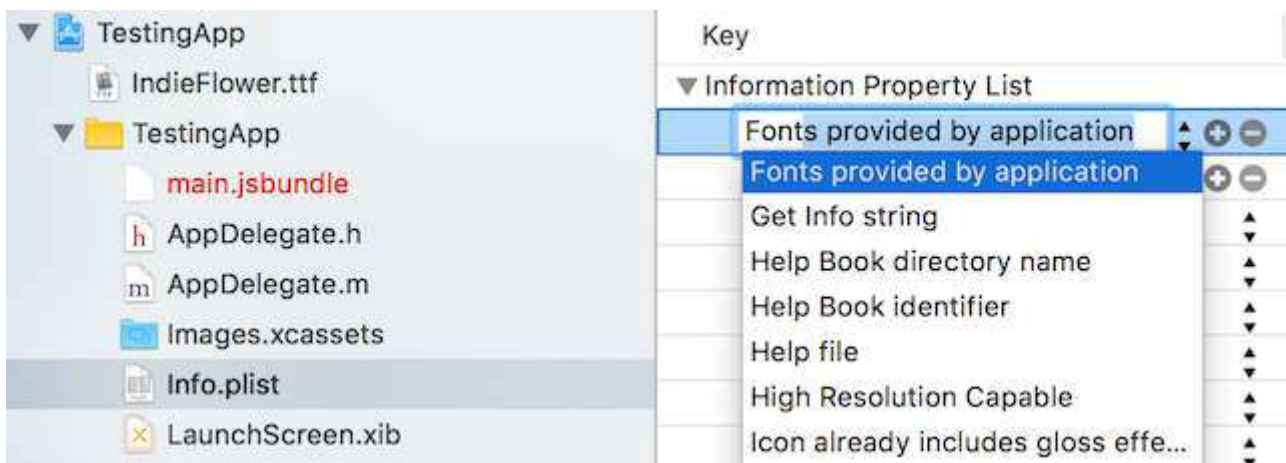 TestingApp
IndieFlower.ttf
TestingApp
main.jsbundle
h AppDelegate.h
m AppDelegate.m
Images.xcassets
Info.plist
LaunchScreen.xib
Key
Information Property List
Fonts provided by application
Fonts provided by application
Get Info string
Help Book directory name
Help Book identifier
Help file
High Resolution Capable
Icon already includes gloss effe...